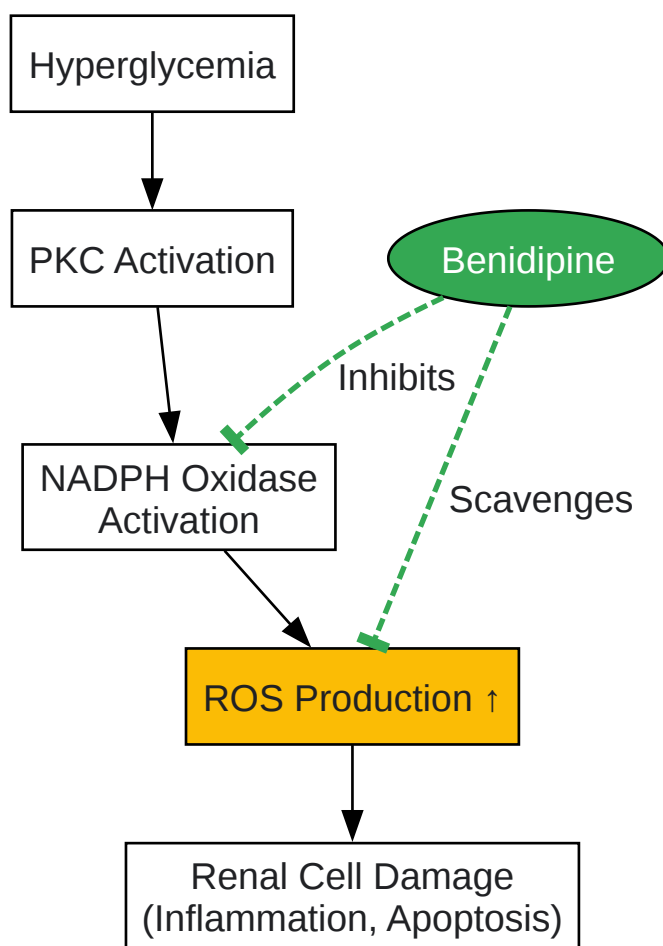 Hyperglycemia
PKC Activation
Benidipine
Inhibits
NADPH Oxidase
Activation
Scavenges
ROS Production ↑
Renal Cell Damage
(Inflammation, Apoptosis)